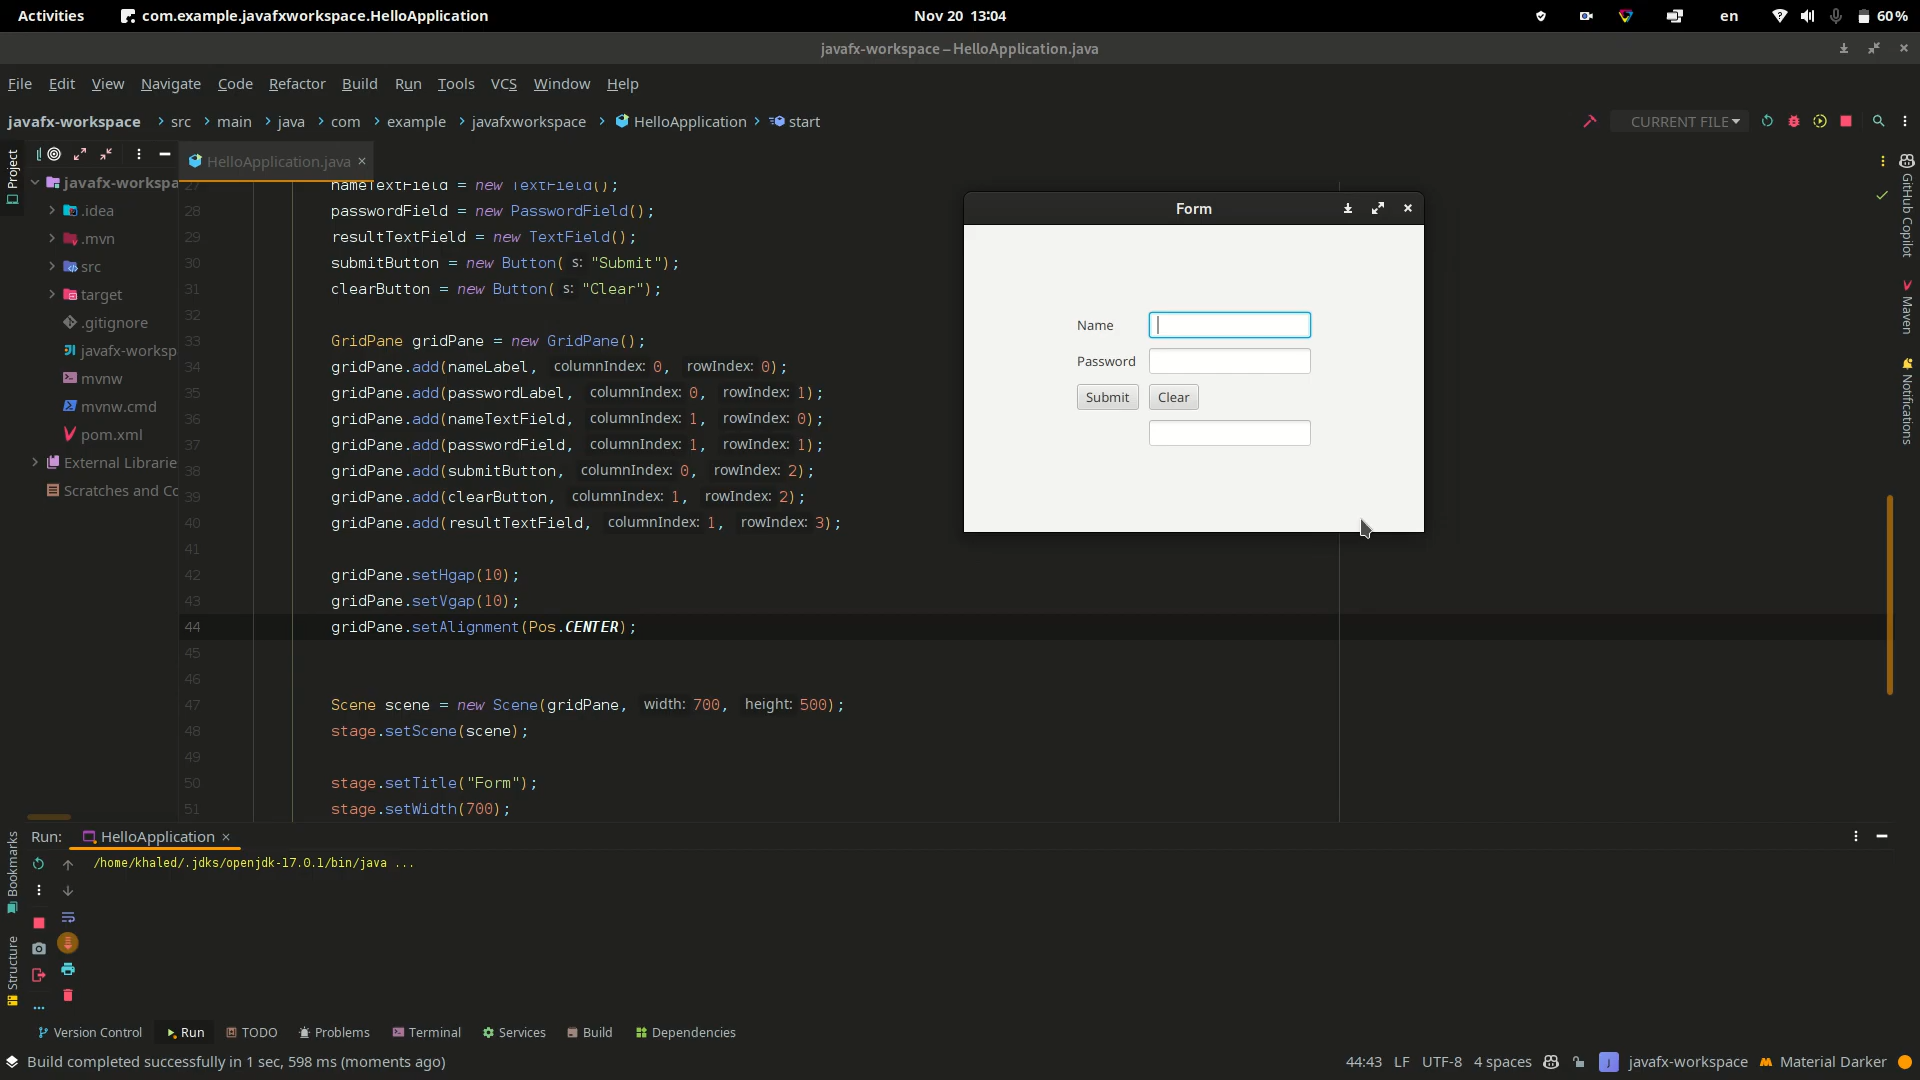 Activities
com.example.javafxworkspace.HelloApplication
Nov 20 13:04
en
60%
javafx-workspace – HelloApplication.java
File Edit View Navigate Code Refactor Build Run Tools VCS Window Help
javafx-workspace › src › main › java › com › example › javafxworkspace › HelloApplication › start
CURRENT FILE
Project
HelloApplication.java
javafx-workspa
.idea
.mvn
src
target
.gitignore
javafx-worksp
mvnw
mvnw.cmd
pom.xml
External Librarie
Scratches and Co
27 nameTextField = new TextField();
28 passwordField = new PasswordField();
29 resultTextField = new TextField();
30 submitButton = new Button( s: "Submit");
31 clearButton = new Button( s: "Clear");
32
33 GridPane gridPane = new GridPane();
34 gridPane.add(nameLabel, columnIndex: 0, rowIndex: 0);
35 gridPane.add(passwordLabel, columnIndex: 0, rowIndex: 1);
36 gridPane.add(nameTextField, columnIndex: 1, rowIndex: 0);
37 gridPane.add(passwordField, columnIndex: 1, rowIndex: 1);
38 gridPane.add(submitButton, columnIndex: 0, rowIndex: 2);
39 gridPane.add(clearButton, columnIndex: 1, rowIndex: 2);
40 gridPane.add(resultTextField, columnIndex: 1, rowIndex: 3);
41
42 gridPane.setHgap(10);
43 gridPane.setVgap(10);
44 gridPane.setAlignment(Pos.CENTER);
45
46
47 Scene scene = new Scene(gridPane, width: 700, height: 500);
48 stage.setScene(scene);
49
50 stage.setTitle("Form");
51 stage.setWidth(700);
Form
Name
Password
Submit Clear
GitHub Copilot
Maven
Notifications
Run: HelloApplication
/home/khaled/.jdks/openjdk-17.0.1/bin/java ...
Bookmarks
Structure
Version Control Run TODO Problems Terminal Services Build Dependencies
Build completed successfully in 1 sec, 598 ms (moments ago)
44:43 LF UTF-8 4 spaces javafx-workspace Material Darker